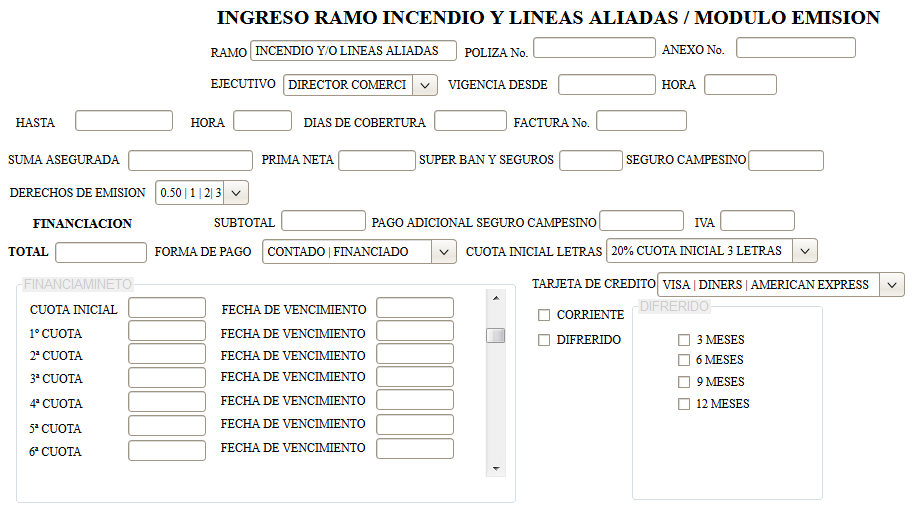 INGRESO RAMO INCENDIO Y LINEAS ALIADAS / MODULO EMISION
RAMO INCENDIO Y/O LINEAS ALIADAS POLIZA No. ANEXO No.
EJECUTIVO DIRECTOR COMERCI VIGENCIA DESDE HORA
HASTA HORA DIAS DE COBERTURA FACTURA No.
SUMA ASEGURADA PRIMA NETA SUPER BAN Y SEGUROS SEGURO CAMPESINO
DERECHOS DE EMISION 0.50 | 1 | 2| 3
FINANCIACION SUBTOTAL PAGO ADICIONAL SEGURO CAMPESINO IVA
TOTAL FORMA DE PAGO CONTADO | FINANCIADO CUOTA INICIAL LETRAS 20% CUOTA INICIAL 3 LETRAS
FINANCIAMINETO TARJETA DE CREDITO VISA | DINERS | AMERICAN EXPRESS
CUOTA INICIAL FECHA DE VENCIMIENTO
1º CUOTA FECHA DE VENCIMIENTO
2ª CUOTA FECHA DE VENCIMIENTO
3ª CUOTA FECHA DE VENCIMIENTO
4ª CUOTA FECHA DE VENCIMIENTO
5ª CUOTA FECHA DE VENCIMIENTO
6ª CUOTA FECHA DE VENCIMIENTO
CORRIENTE
DIFRERIDO
DIFRERIDO
3 MESES
6 MESES
9 MESES
12 MESES